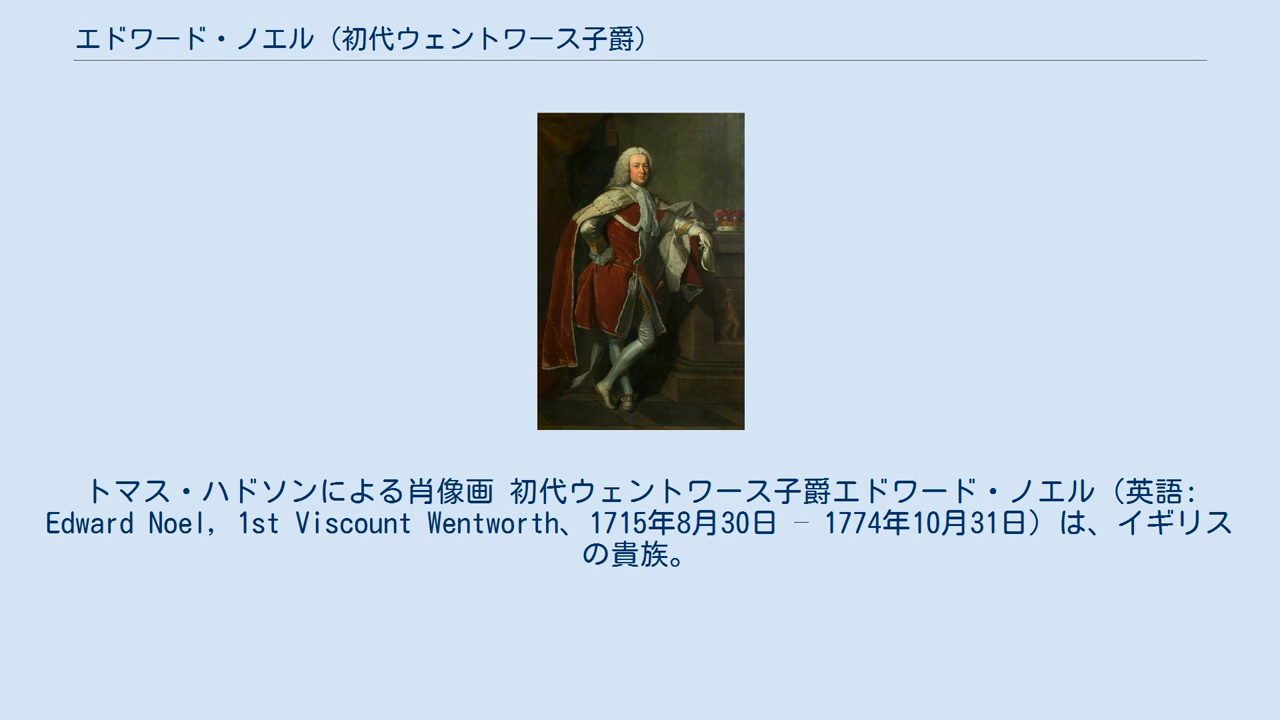 エドワード・ノエル（初代ウェントワース子爵）
トマス・ハドソンによる肖像画 初代ウェントワース子爵エドワード・ノエル（英語:
Edward Noel, 1st Viscount Wentworth、1715年8月30日 – 1774年10月31日）は、イギリス
の貴族。